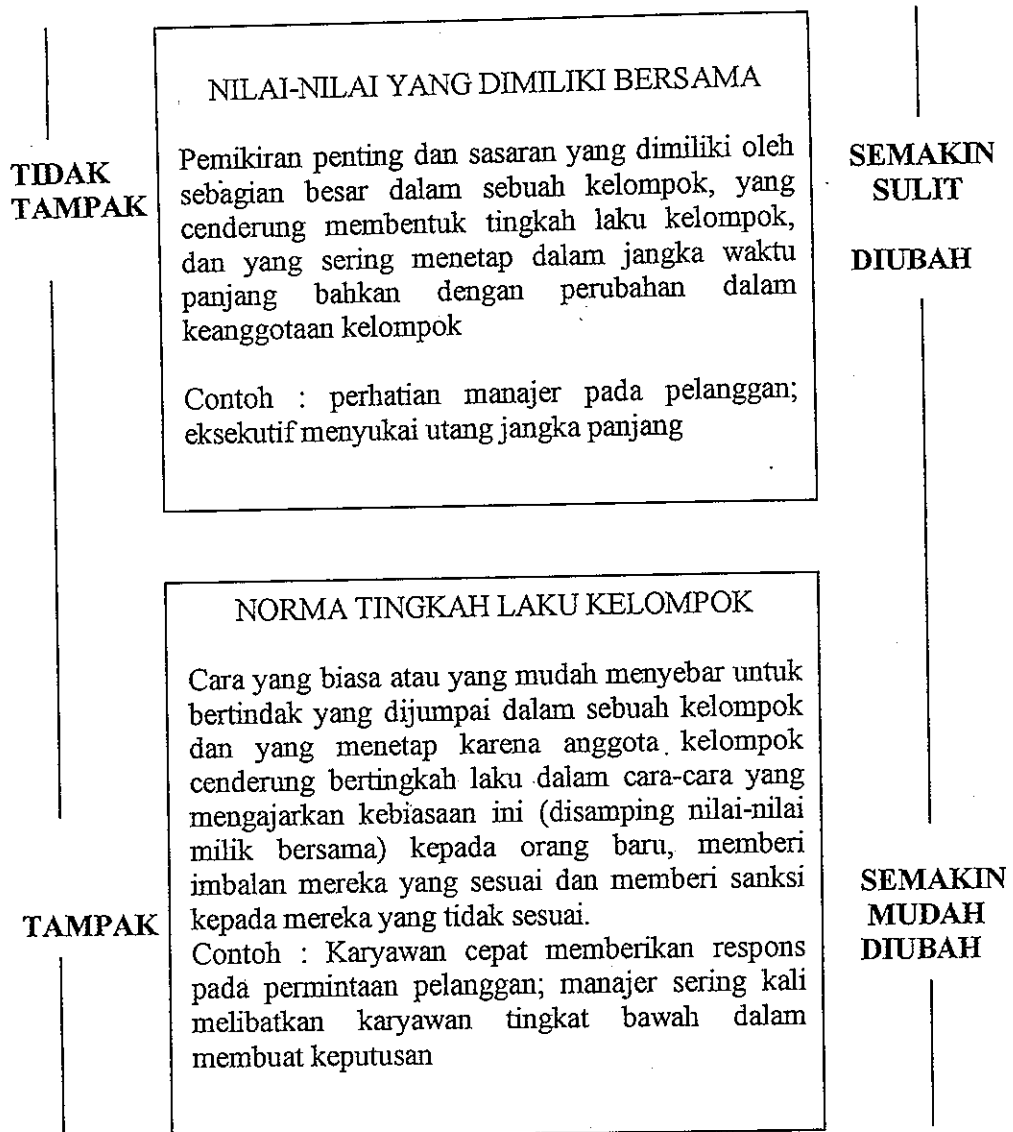 NILAI-NILAI YANG DIMILIKI BERSAMA
TIDAK
TAMPAK
Pemikiran penting dan sasaran yang dimiliki oleh
sebagian besar dalam sebuah kelompok, yang
cenderung membentuk tingkah laku kelompok,
dan yang sering menetap dalam jangka waktu
panjang bahkan dengan perubahan dalam
keanggotaan kelompok
Contoh : perhatian manajer pada pelanggan;
eksekutif menyukai utang jangka panjang
SEMAKIN
SULIT
DIUBAH
NORMA TINGKAH LAKU KELOMPOK
Cara yang biasa atau yang mudah menyebar untuk
bertindak yang dijumpai dalam sebuah kelompok
dan yang menetap karena anggota kelompok
cenderung bertingkah laku dalam cara-cara yang
mengajarkan kebiasaan ini (disamping nilai-nilai
milik bersama) kepada orang baru, memberi
imbalan mereka yang sesuai dan memberi sanksi
kepada mereka yang tidak sesuai.
Contoh : Karyawan cepat memberikan respons
pada permintaan pelanggan; manajer sering kali
melibatkan karyawan tingkat bawah dalam
membuat keputusan
TAMPAK
SEMAKIN
MUDAH
DIUBAH